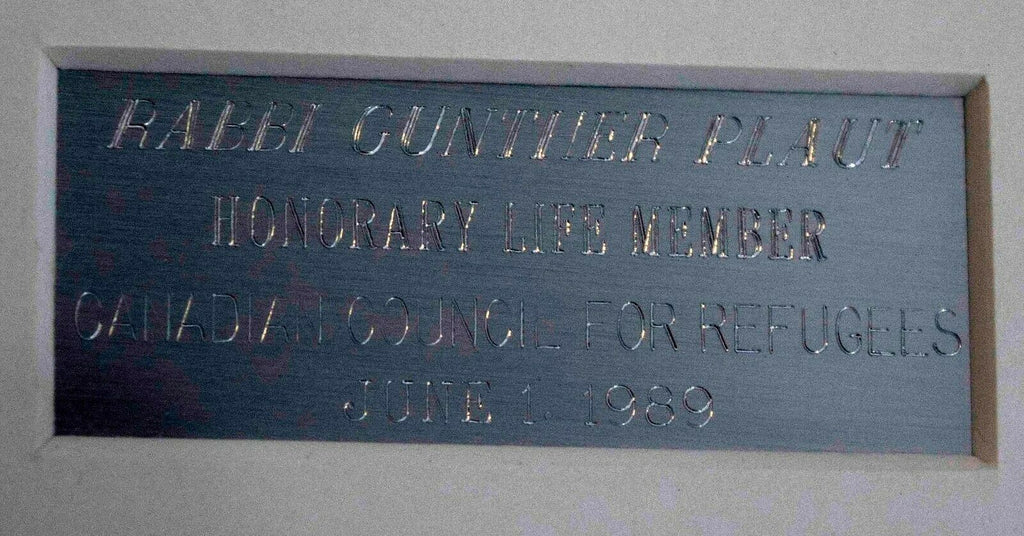 RABBI GUNTHER PLAUT
HONORARY LIFE MEMBER
CANADIAN COUNCIL FOR REFUGEES
JUNE 1, 1989